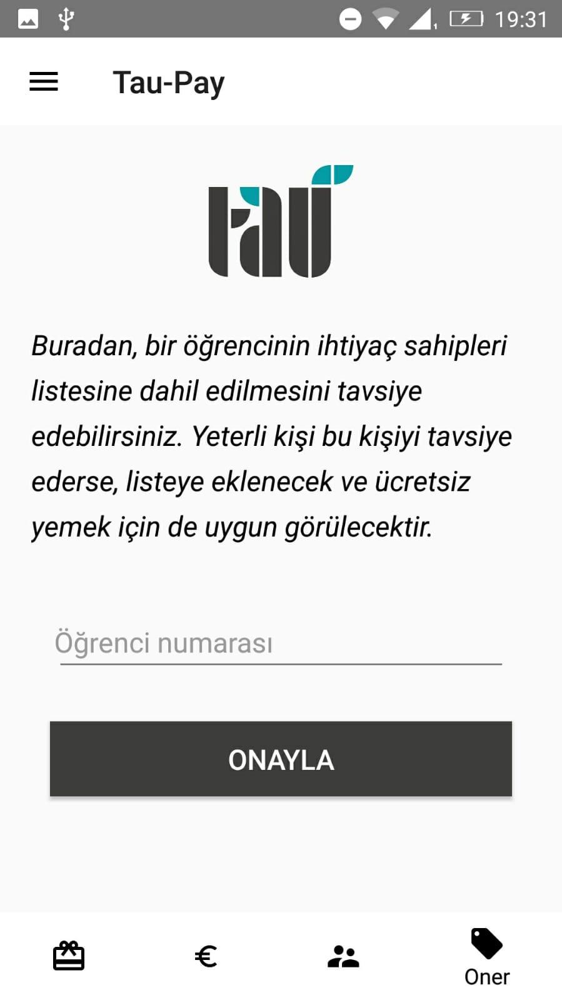 19:31
Tau-Pay
tau
Buradan, bir öğrencinin ihtiyaç sahipleri
listesine dahil edilmesini tavsiye
edebilirsiniz. Yeterli kişi bu kişiyi tavsiye
ederse, listeye eklenecek ve ücretsiz
yemek için de uygun görülecektir.
Öğrenci numarası
ONAYLA
€
Oner